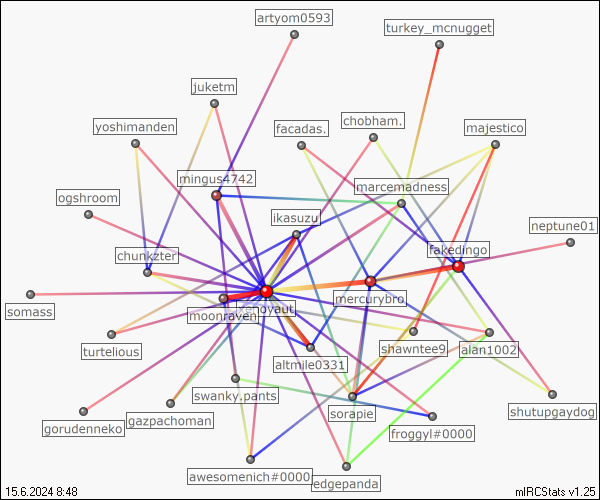 artyom0593
turkey_mcnugget
juketm
chobham.
yoshimanden
facadas.
majestico
mingus4742
marcemadness
ogshroom
ikasuzu
neptune01
fakedingo
chunkzter
somass
moonraven
mercurybro
turtelious
shawntee9
alan1002
altmile0331
swanky.pants
shutupgaydog
gorudenneko
gazpachoman
sorapie
froggyl#0000
awesomenich#0000
edgepanda
15.6.2024 8:48
mIRCStats v1.25